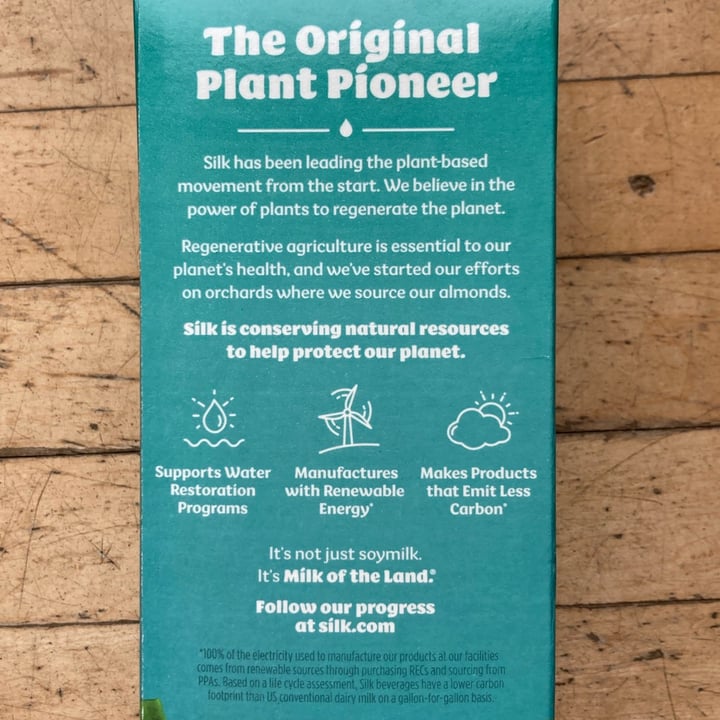 The Original
Plant Pioneer
Silk has been leading the plant-based
movement from the start. We believe in the
power of plants to regenerate the planet.
Regenerative agriculture is essential to our
planet's health, and we've started our efforts
on orchards where we source our almonds.
Silk is conserving natural resources
to help protect our planet.
Supports Water
Restoration
Programs
Manufactures
with Renewable
Energy*
Makes Products
that Emit Less
Carbon*
It's not just soymilk.
It's Milk of the Land.®
Follow our progress
at silk.com
*100% of the electricity used to manufacture our products at our facilities
comes from renewable sources through purchasing RECs and sourcing from
PPAs. Based on a life cycle assessment, Silk beverages have a lower carbon
footprint than US conventional dairy milk on a gallon-for-gallon basis.